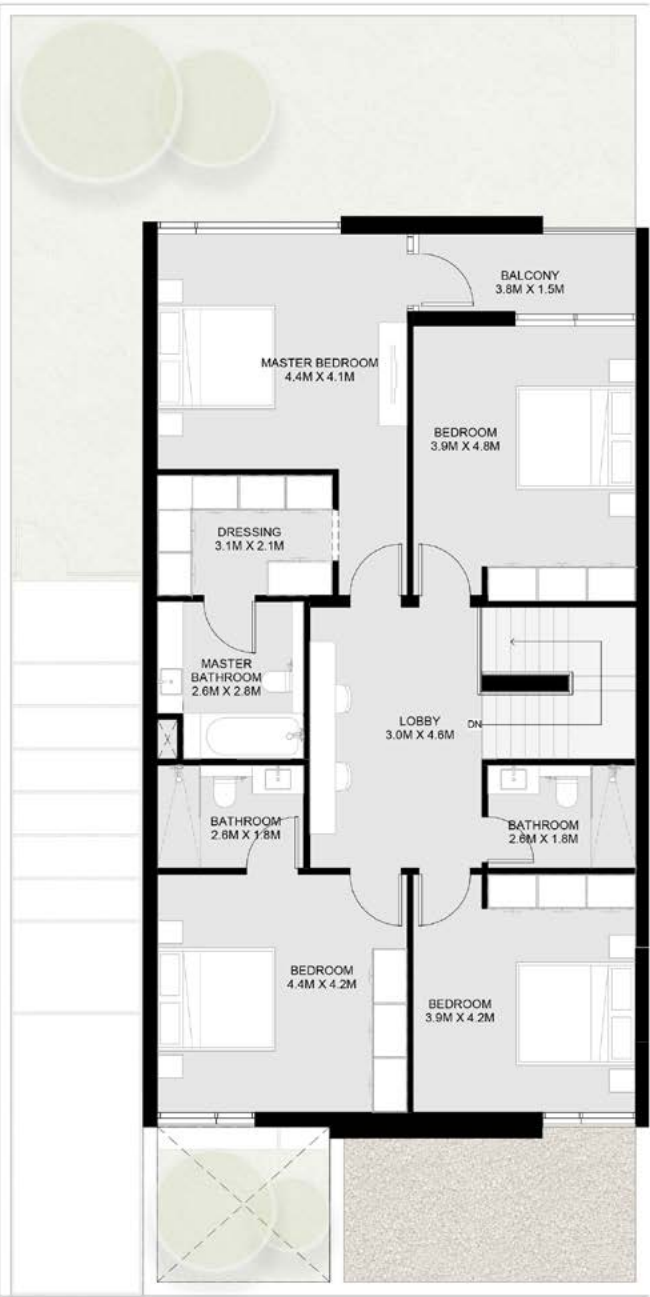 BALCONY
3.8M X 1.5M
MASTER BEDROOM
4.4M X 4.1M
BEDROOM
3.9M X 4.8M
DRESSING
3.1M X 2.1M
MASTER
BATHROOM
2.6M X 2.8M
LOBBY
3.0M X 4.6M
DN
BATHROOM
2.6M X 1.8M
BATHROOM
2.6M X 1.8M
BEDROOM
4.4M X 4.2M
BEDROOM
3.9M X 4.2M